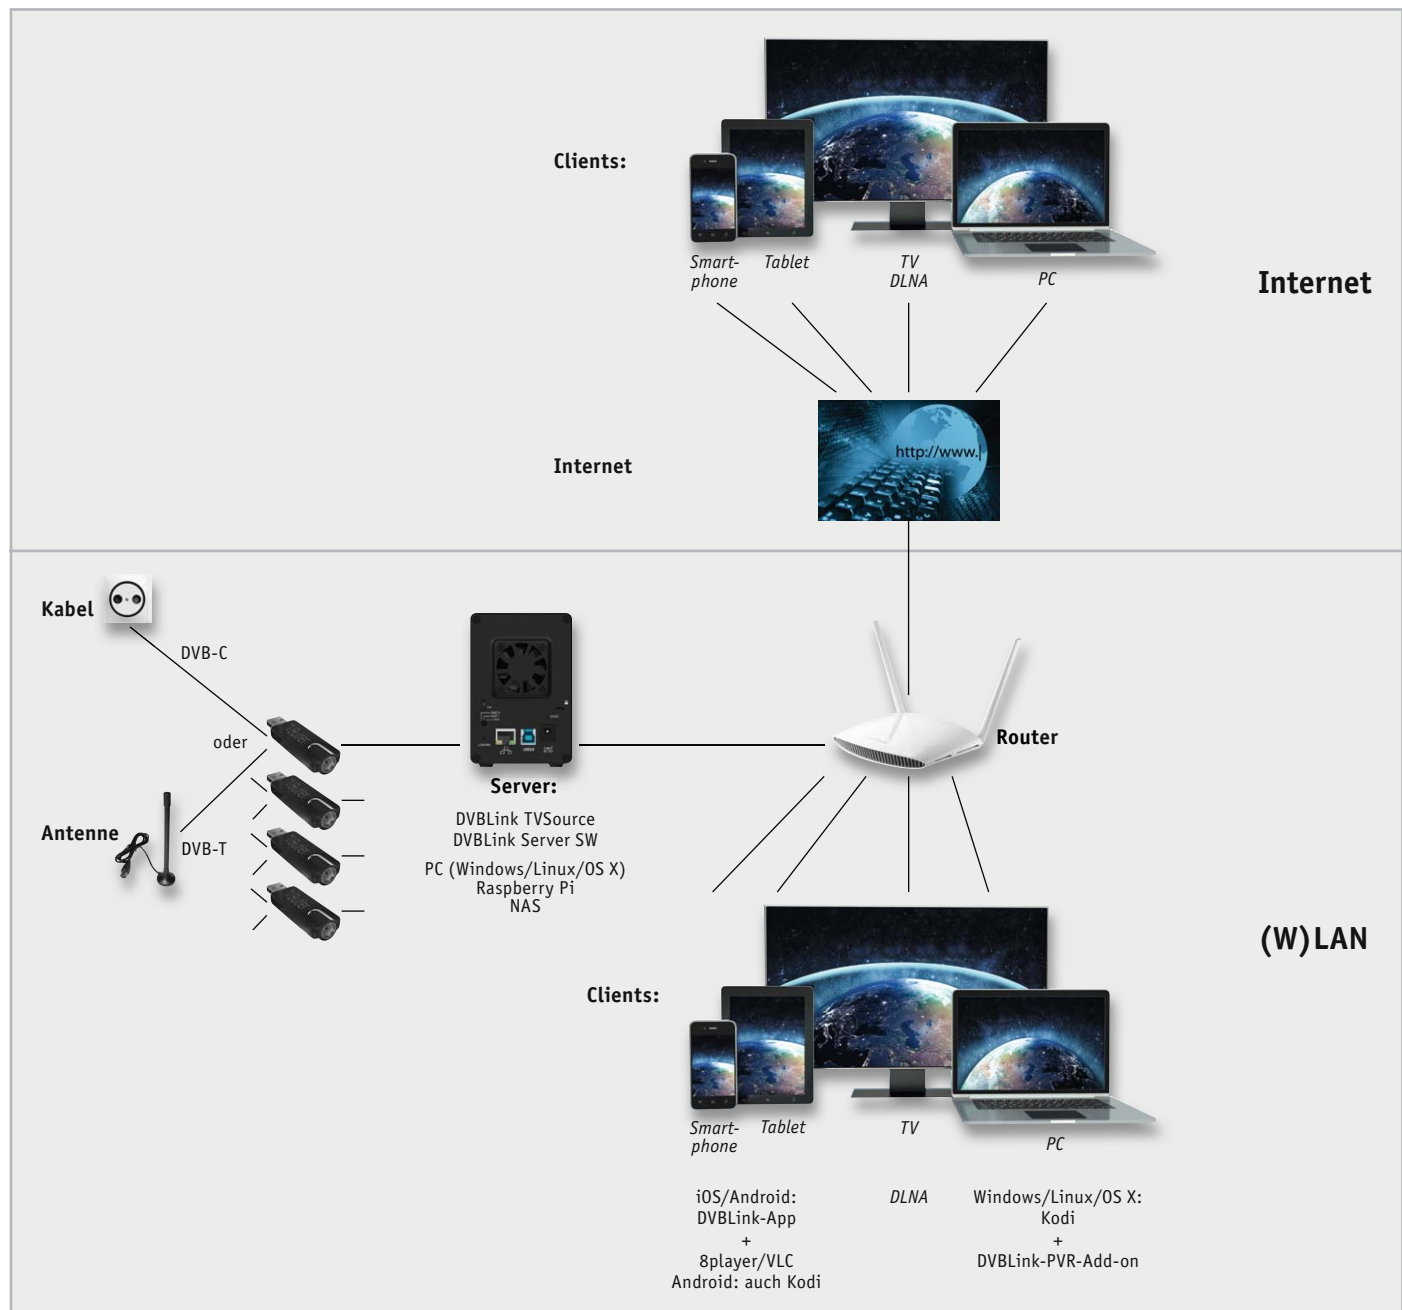 Clients:
Smart-
phone
Tablet
TV
DLNA
PC
Internet
http://www.
Internet
Kabel
DVB-C
oder
Antenne
DVB-T
Server:
DVBLink TVSource
DVBLink Server SW
PC (Windows/Linux/OS X)
Raspberry Pi
NAS
Router
(W)LAN
Clients:
Smart-
phone
Tablet
TV
PC
iOS/Android:
DVBLink-App
+
8player/VLC
Android: auch Kodi
DLNA
Windows/Linux/OS X:
Kodi
+
DVBLink-PVR-Add-on